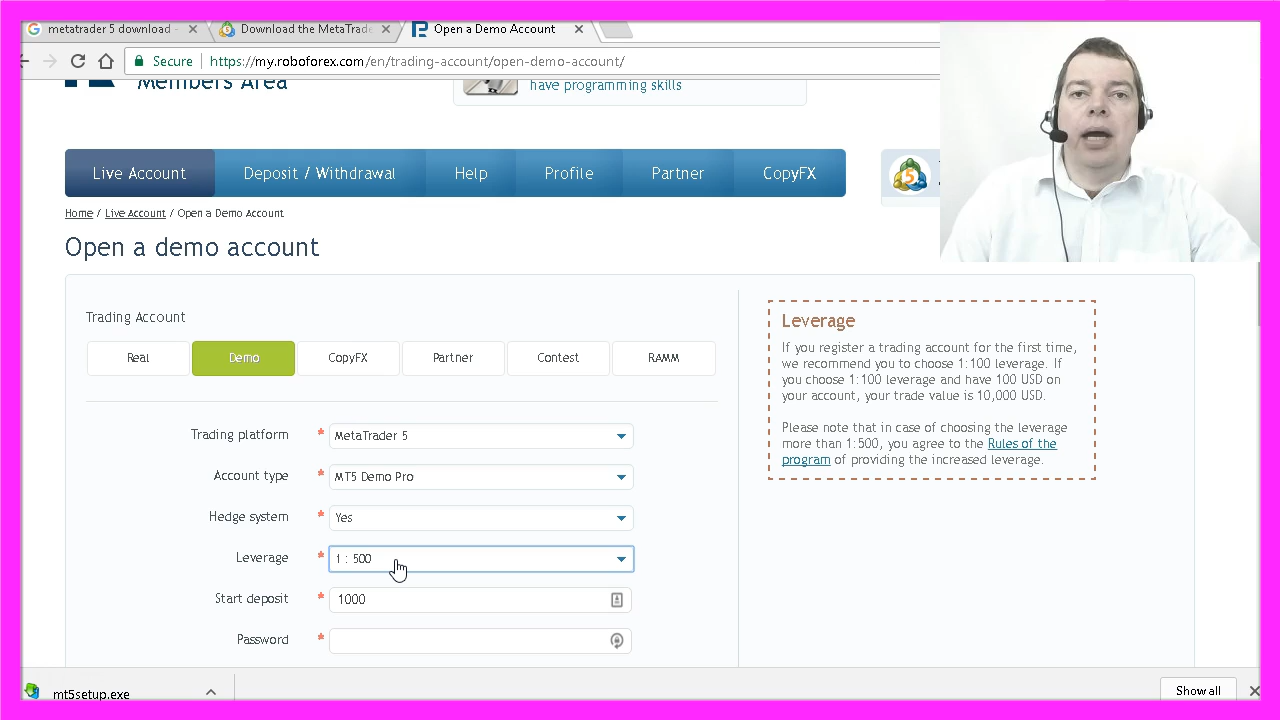 metatrader 5 download -
Download the MetaTrad
Open a Demo Account
Secure
https://my.roboforex.com/en/trading-account/open-demo-account/
Members Area
have programming skills
Live Account
Deposit / Withdrawal
Help
Profile
Partner
CopyFX
5
Home / Live Account / Open a Demo Account
Open a demo account
Trading Account
Real
Demo
CopyFX
Partner
Contest
RAMM
Leverage
If you register a trading account for the first time,
we recommend you to choose 1:100 leverage. If
you choose 1:100 leverage and have 100 USD on
your account, your trade value is 10,000 USD.
Please note that in case of choosing the leverage
more than 1:500, you agree to the Rules of the
program of providing the increased leverage.
Trading platform * MetaTrader 5
Account type * MT5 Demo Pro
Hedge system * Yes
Leverage * 1 : 500
Start deposit * 1000
Password *
mt5setup.exe
Show all